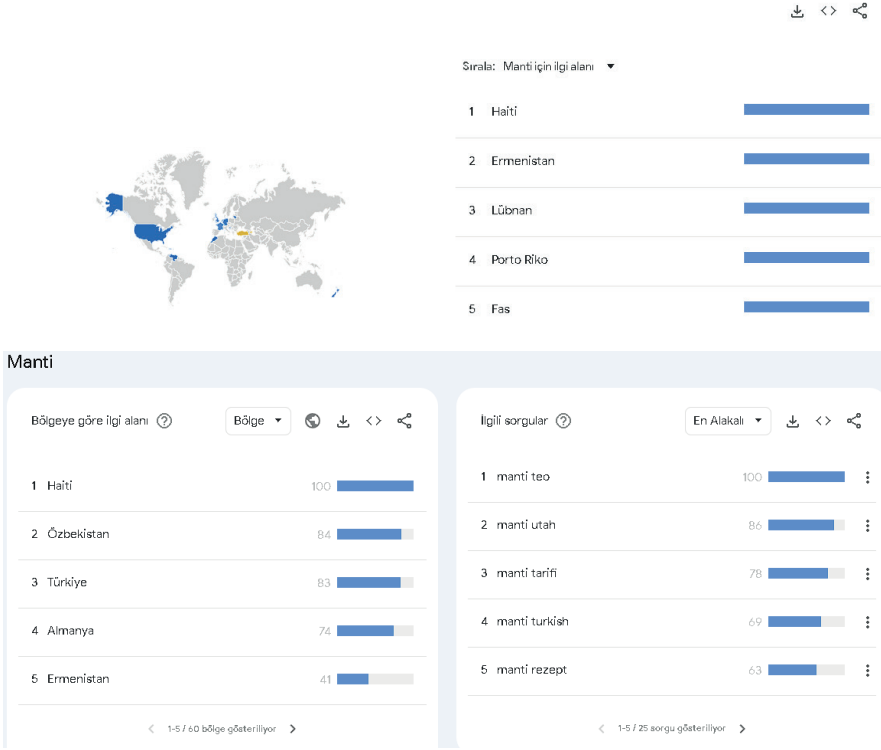 Sırala: Manti için ilgi alanı
1 Haiti
2 Ermenistan
3 Lübnan
4 Porto Riko
5 Fas
Manti
Bölgeye göre ilgi alanı
Bölge
1 Haiti 100
2 Özbekistan 84
3 Türkiye 83
4 Almanya 74
5 Ermenistan 41
1-5 / 60 bölge gösteriliyor
İlgili sorgular
En Alakalı
1 manti teo 100
2 manti utah 86
3 manti tarifi 78
4 manti turkish 69
5 manti rezept 63
1-5 / 25 sorgu gösteriliyor